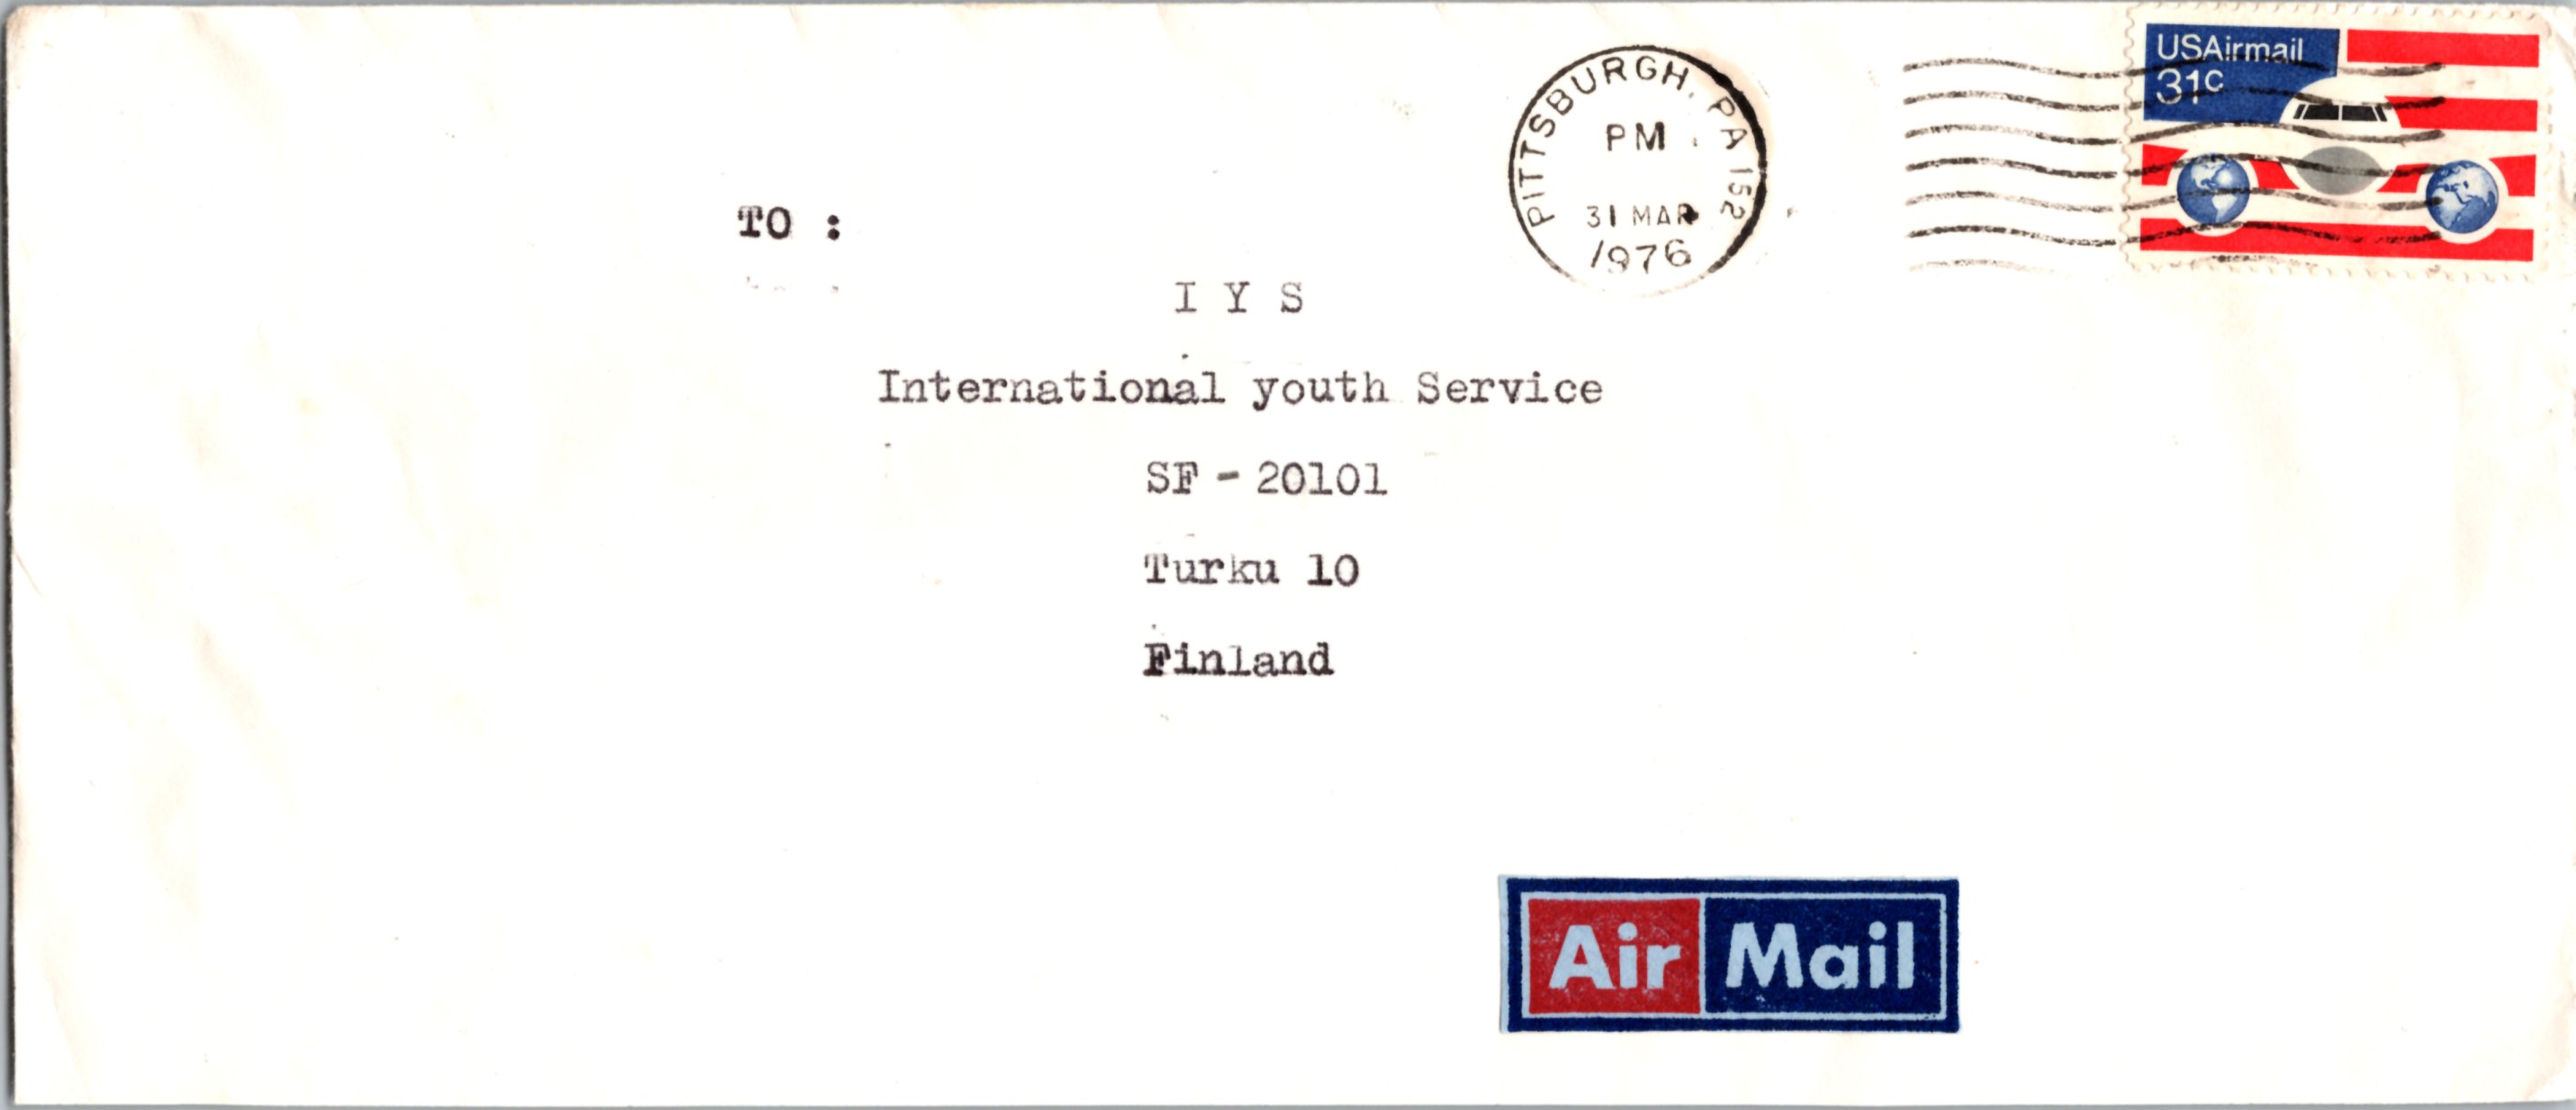 USAirmail
31c
PITTSBURGH, PA 152
PM
31 MAR
1976
TO :
I Y S
International youth Service
SF - 20101
Turku 10
Finland
Air Mail